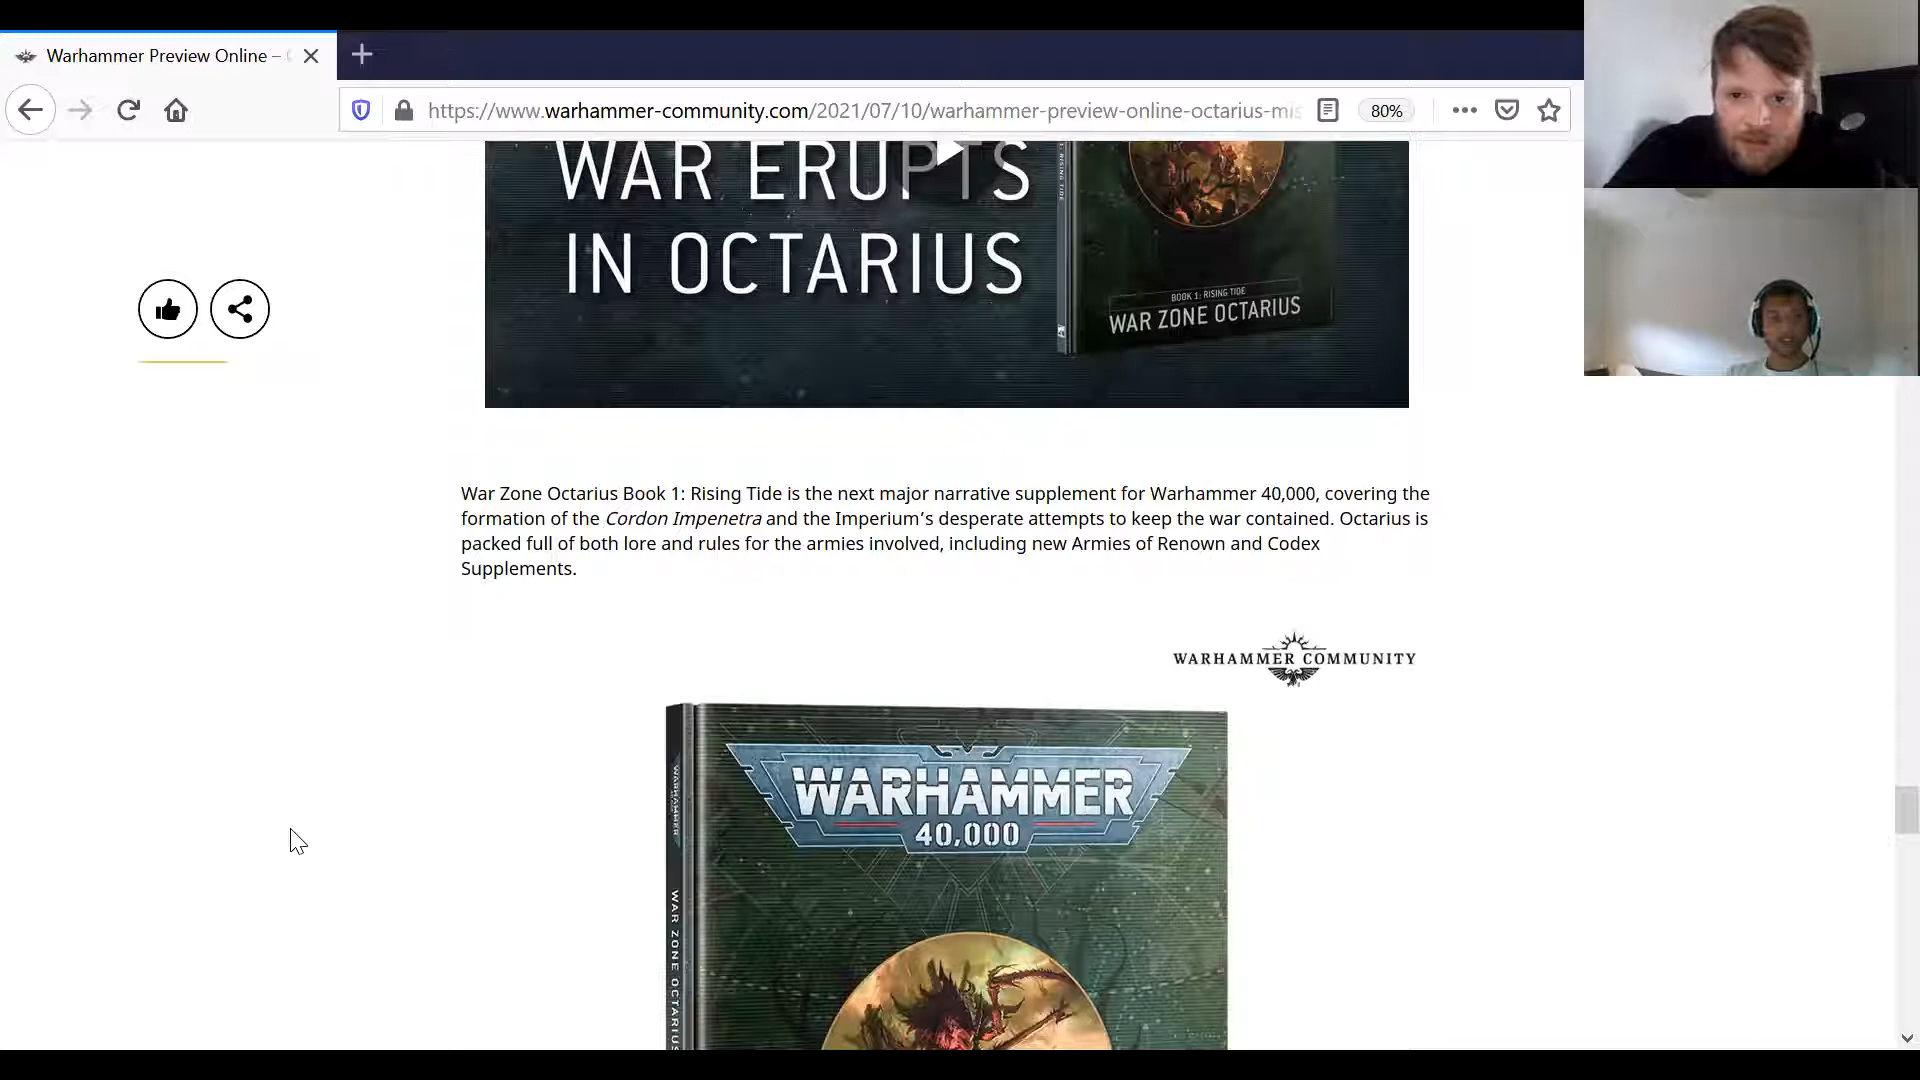 Warhammer Preview Online –
https://www.warhammer-community.com/2021/07/10/warhammer-preview-online-octarius-mis
80%
WAR ERUPTS
IN OCTARIUS
BOOK 1: RISING TIDE
WAR ZONE OCTARIUS
War Zone Octarius Book 1: Rising Tide is the next major narrative supplement for Warhammer 40,000, covering the
formation of the Cordon Impenetra and the Imperium’s desperate attempts to keep the war contained. Octarius is
packed full of both lore and rules for the armies involved, including new Armies of Renown and Codex
Supplements.
WARHAMMER COMMUNITY
WARHAMMER
40,000
WARHAMMER
WAR ZONE OCTARIUS